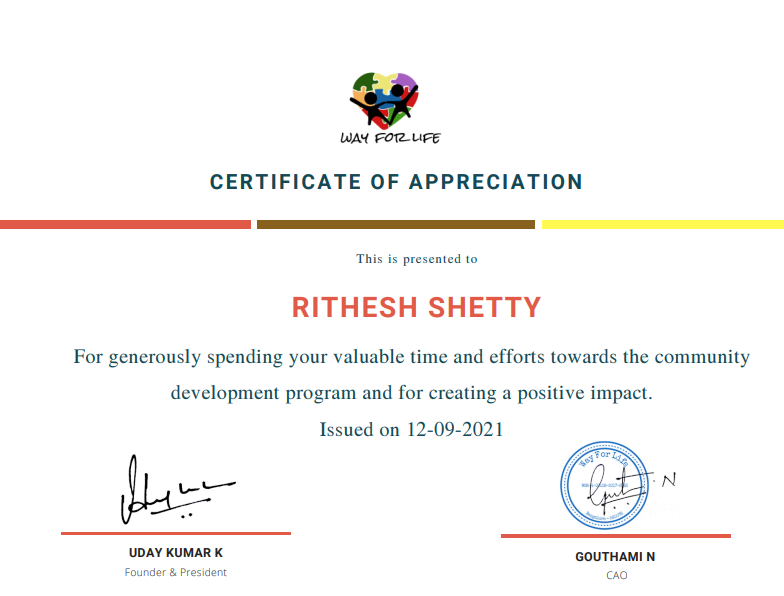 WAY FOR LIFE
CERTIFICATE OF APPRECIATION
This is presented to
RITHESH SHETTY
For generously spending your valuable time and efforts towards the community
development program and for creating a positive impact.
Issued on 12-09-2021
Way For Life
N
UDAY KUMAR K
Founder & President
GOUTHAMI N
CAO